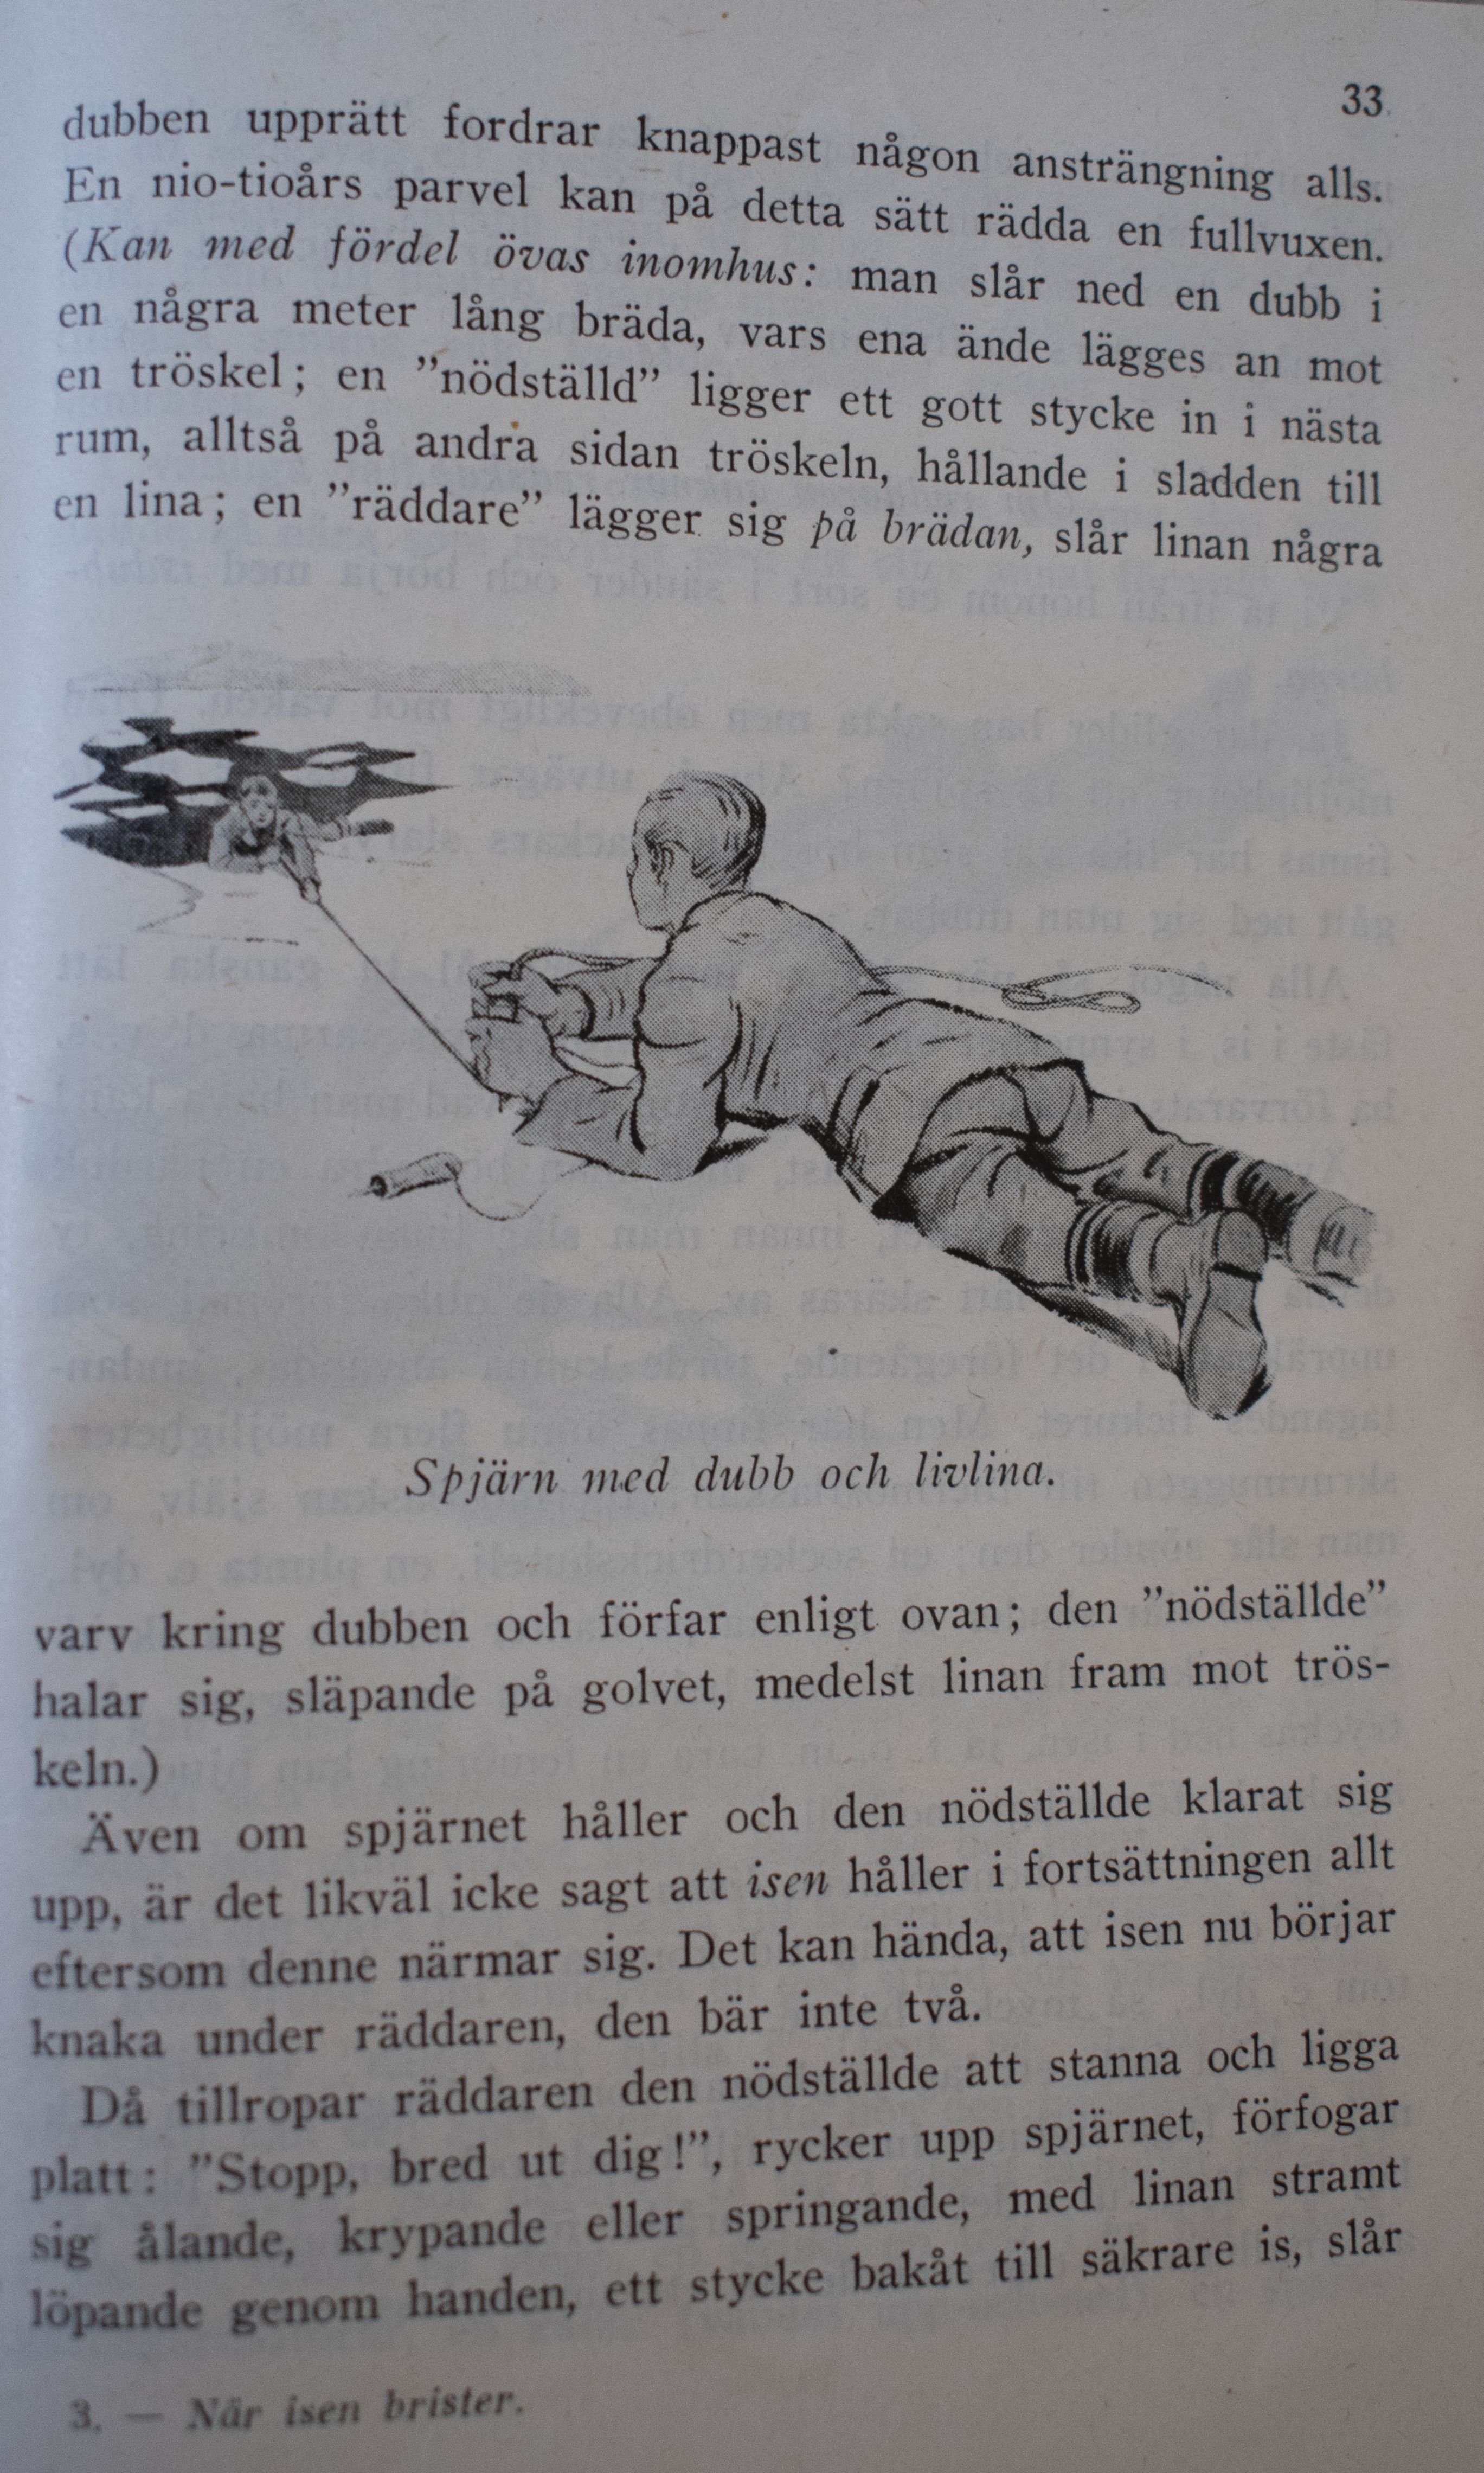 33
dubben upprätt fordrar knappast någon ansträngning alls.
En nio-tioårs parvel kan på detta sätt rädda en fullvuxen.
(Kan med fördel övas inomhus: man slår ned en dubb i
en några meter lång bräda, vars ena ände lägges an mot
en tröskel; en ”nödställd” ligger ett gott stycke in i nästa
rum, alltså på andra sidan tröskeln, hållande i sladden till
en lina; en ”räddare” lägger sig på brädan, slår linan några
Spjärn med dubb och livlina.
varv kring dubben och förfar enligt ovan; den ”nödställde”
halar sig, släpande på golvet, medelst linan fram mot trös-
keln.)
Även om spjärnet håller och den nödställde klarat sig
upp, är det likväl icke sagt att isen håller i fortsättningen allt
eftersom denne närmar sig. Det kan hända, att isen nu börjar
knaka under räddaren, den bär inte två.
Då tillropar räddaren den nödställde att stanna och ligga
platt: ”Stopp, bred ut dig!”, rycker upp spjärnet, förfogar
sig ålande, krypande eller springande, med linan stramt
löpande genom handen, ett stycke bakåt till säkrare is, slår
3. — När isen brister.